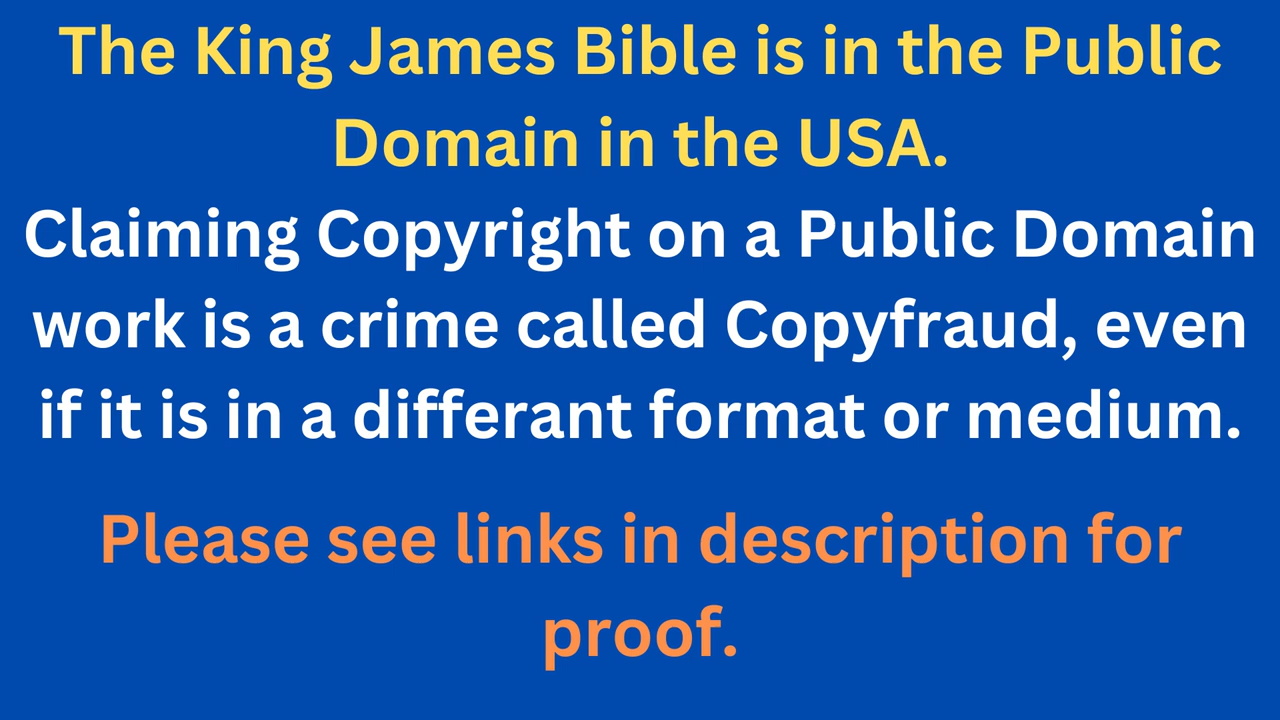 The King James Bible is in the Public
Domain in the USA.
Claiming Copyright on a Public Domain
work is a crime called Copyfraud, even
if it is in a differant format or medium.
Please see links in description for
proof.